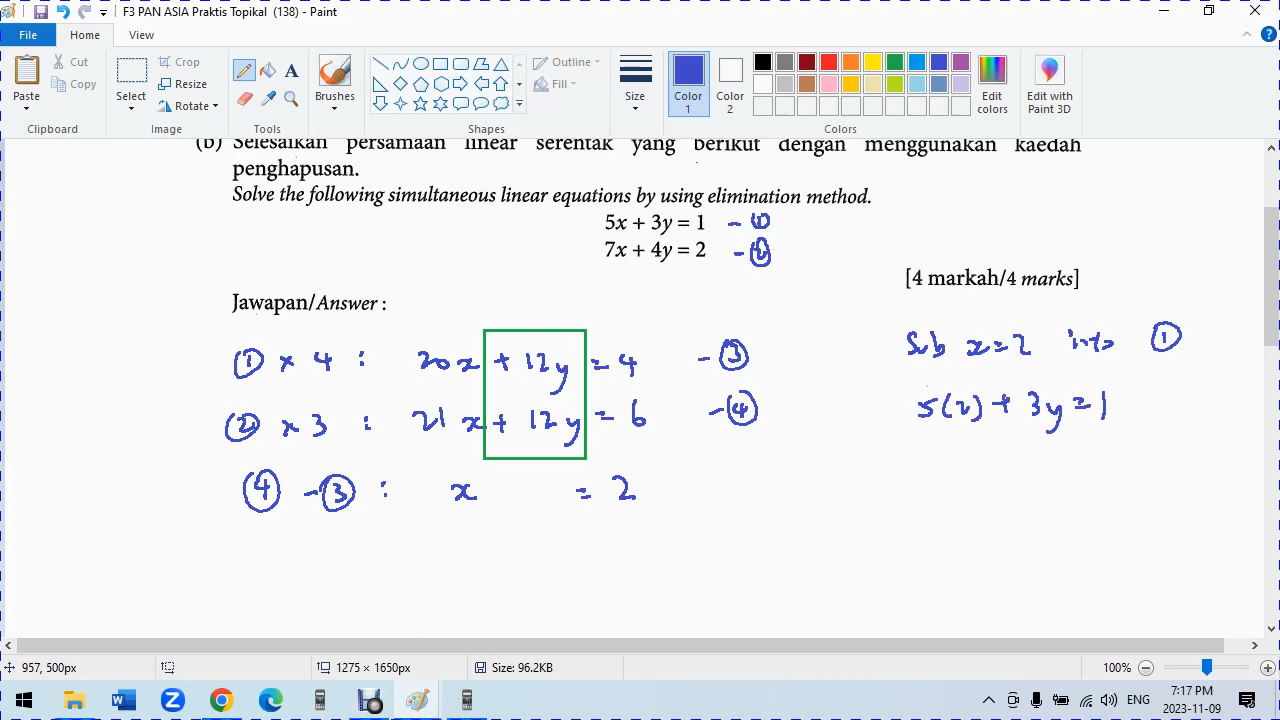 F3 PAN ASIA Praktis Topikal (138) - Paint
File Home View
Paste Cut Copy Clipboard
Select Crop Resize Rotate Image
Tools
Brushes
Outline Fill Shapes
Size
Color 1 Color 2 Edit colors Colors
Edit with Paint 3D
(b) Selesaikan persamaan linear serentak yang berikut dengan menggunakan kaedah
penghapusan.
Solve the following simultaneous linear equations by using elimination method.
5x + 3y = 1 - ①
7x + 4y = 2 - ②
[4 markah/4 marks]
Jawapan/Answer :
① × 4 : 20x + 12y = 4 - ③
② × 3 : 21x + 12y = 6 - ④
④ - ③ : x = 2
Sub x = 2 into ①
5(2) + 3y = 1
957, 500px 1275 × 1650px Size: 96.2KB 100%
ENG 7:17 PM
2023-11-09